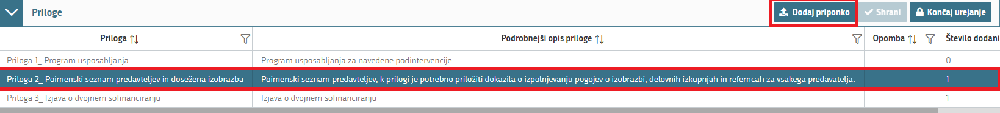 Priloge Dodaj priponko Shrani Končaj urejanje
Priloga Podrobnejši opis priloge Opomba Število dodani
Priloga 1_ Program usposabljanja Program usposabljanja za navedene podintervencije 0
Priloga 2_ Poimenski seznam predavteljev in dosežena izobrazba Poimenski seznam predavteljev, k prilogi je potrebno priložiti dokazila o izpolnjevanju pogojev o izobrazbi, delovnih izkupnjah in referncah za vsakega predavatelja. 1
Priloga 3_ Izjava o dvojnem sofinanciranju Izjava o dvojnem sofinanciranju 1